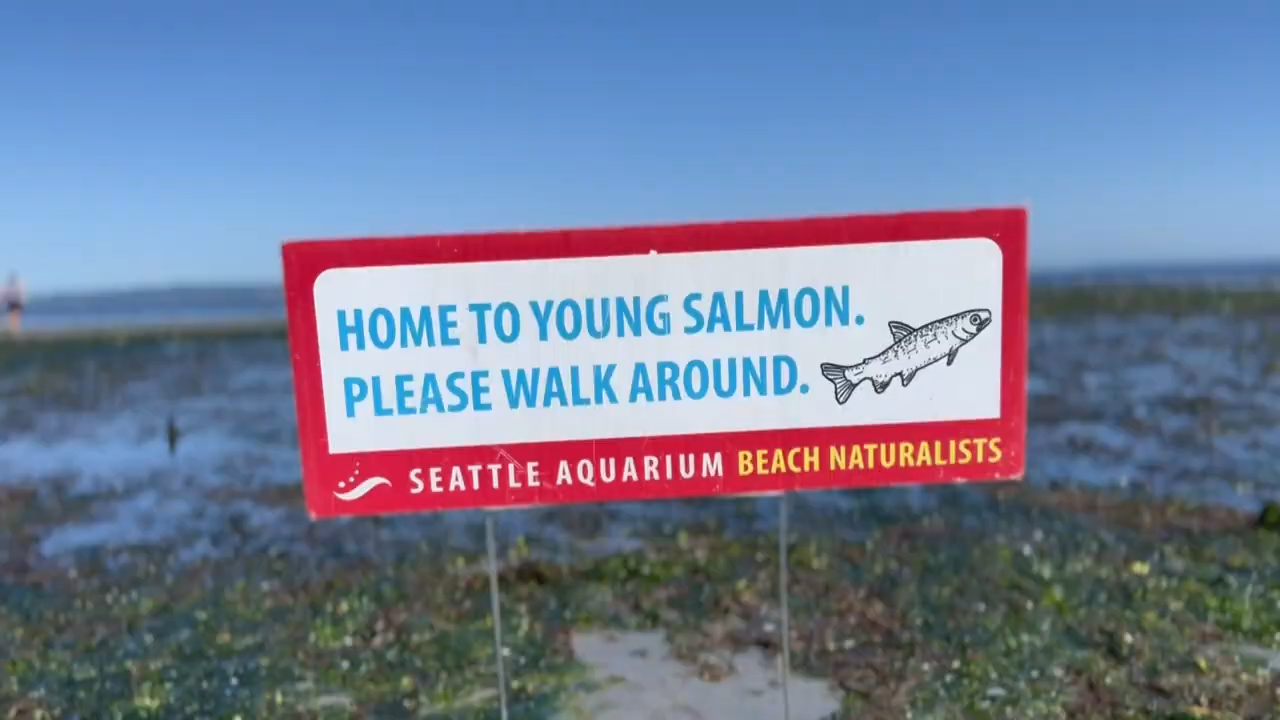 HOME TO YOUNG SALMON.
PLEASE WALK AROUND.
SEATTLE AQUARIUM BEACH NATURALISTS